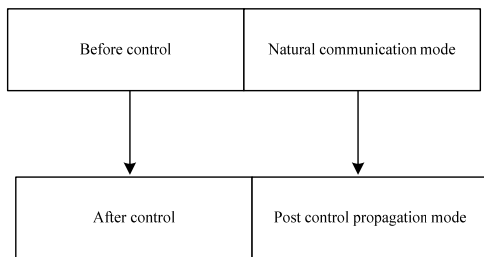 Before control
Natural communication mode
After control
Post control propagation mode